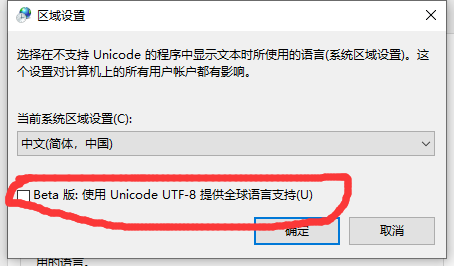 区域设置
选择在不支持 Unicode 的程序中显示文本时所使用的语言(系统区域设置)。这
个设置对计算机上的所有用户帐户都有影响。
当前系统区域设置(C):
中文(简体，中国)
Beta 版: 使用 Unicode UTF-8 提供全球语言支持(U)
确定
取消
用的语言。